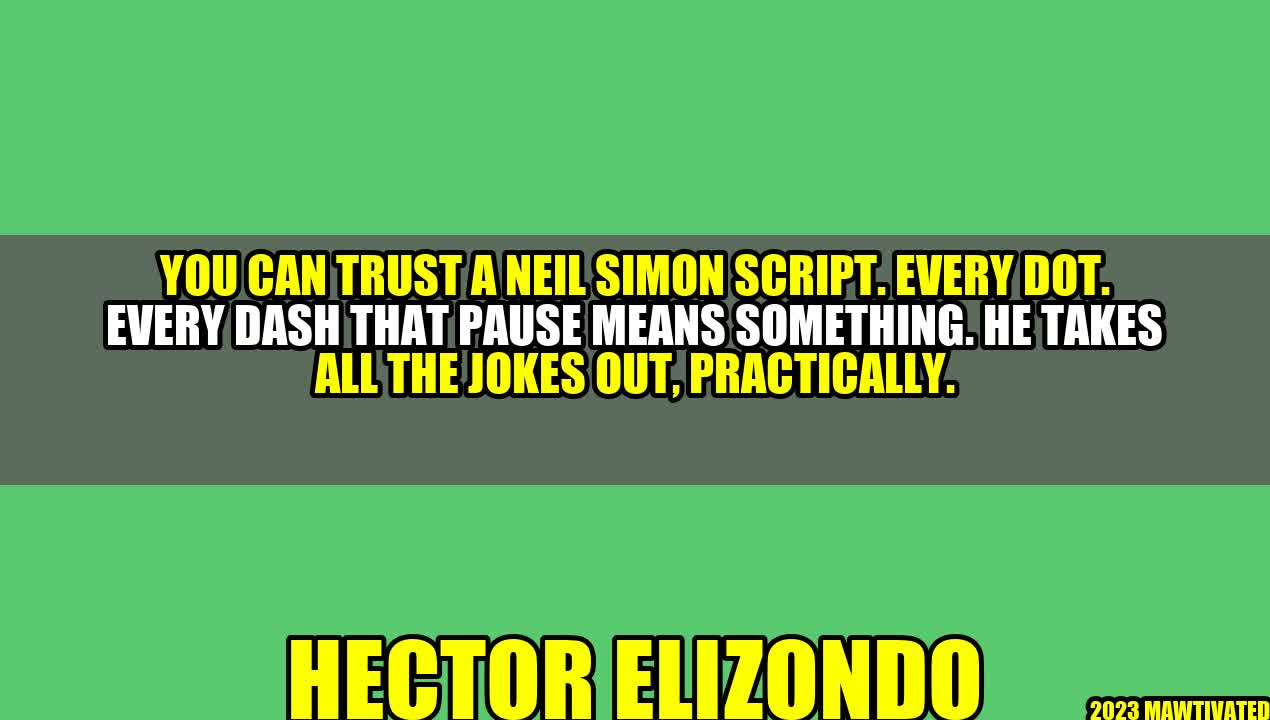 YOU CAN TRUST A NEIL SIMON SCRIPT. EVERY DOT.
EVERY DASH THAT PAUSE MEANS SOMETHING. HE TAKES
ALL THE JOKES OUT, PRACTICALLY.
HECTOR ELIZONDO
2023 MAWTIVATED